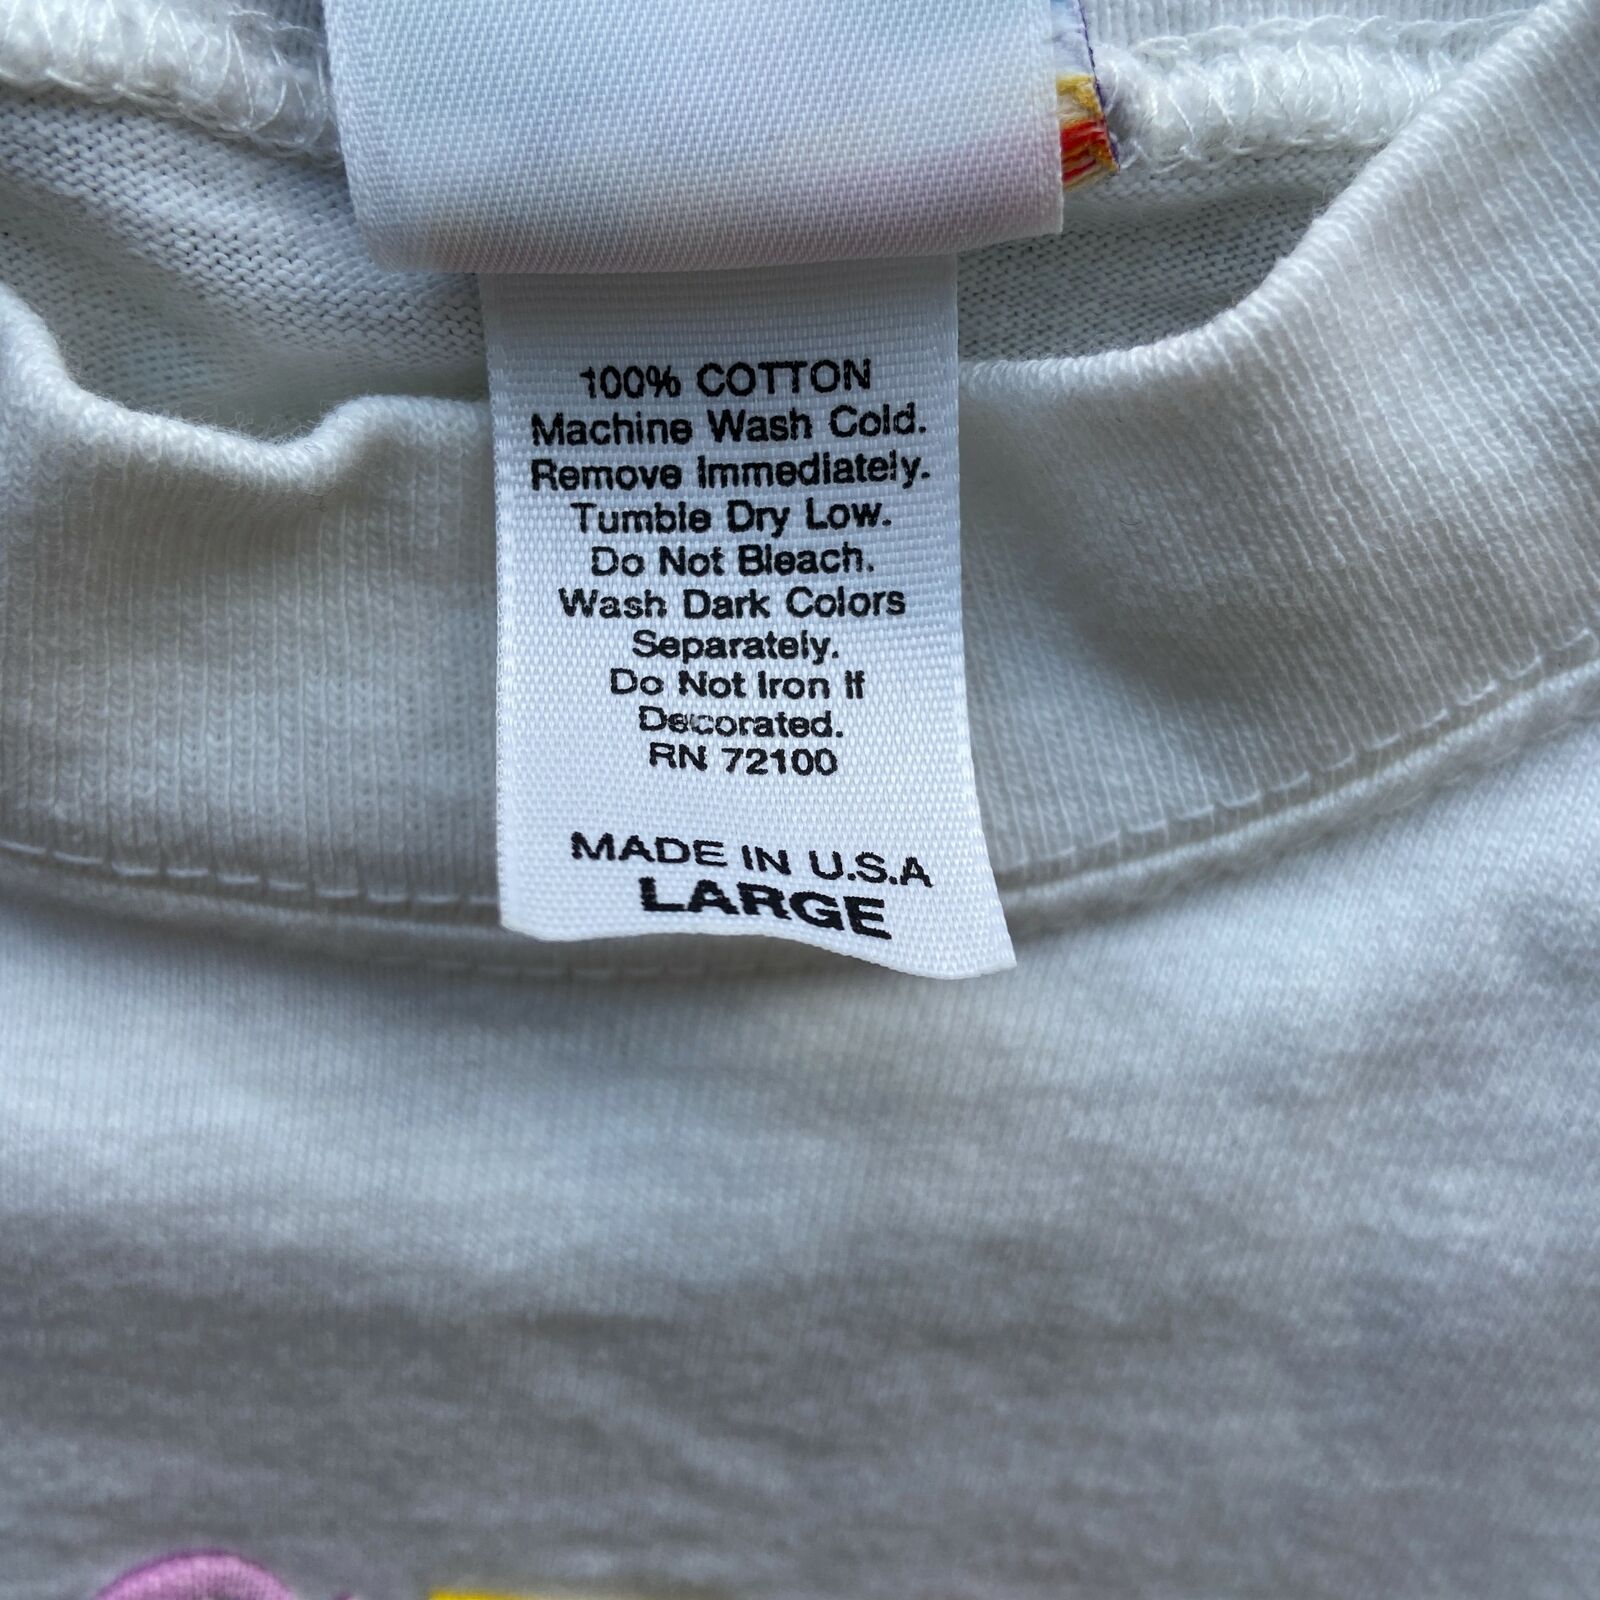 100% COTTON
Machine Wash Cold.
Remove Immediately.
Tumble Dry Low.
Do Not Bleach.
Wash Dark Colors
Separately.
Do Not Iron If
Decorated.
RN 72100
MADE IN U.S.A
LARGE